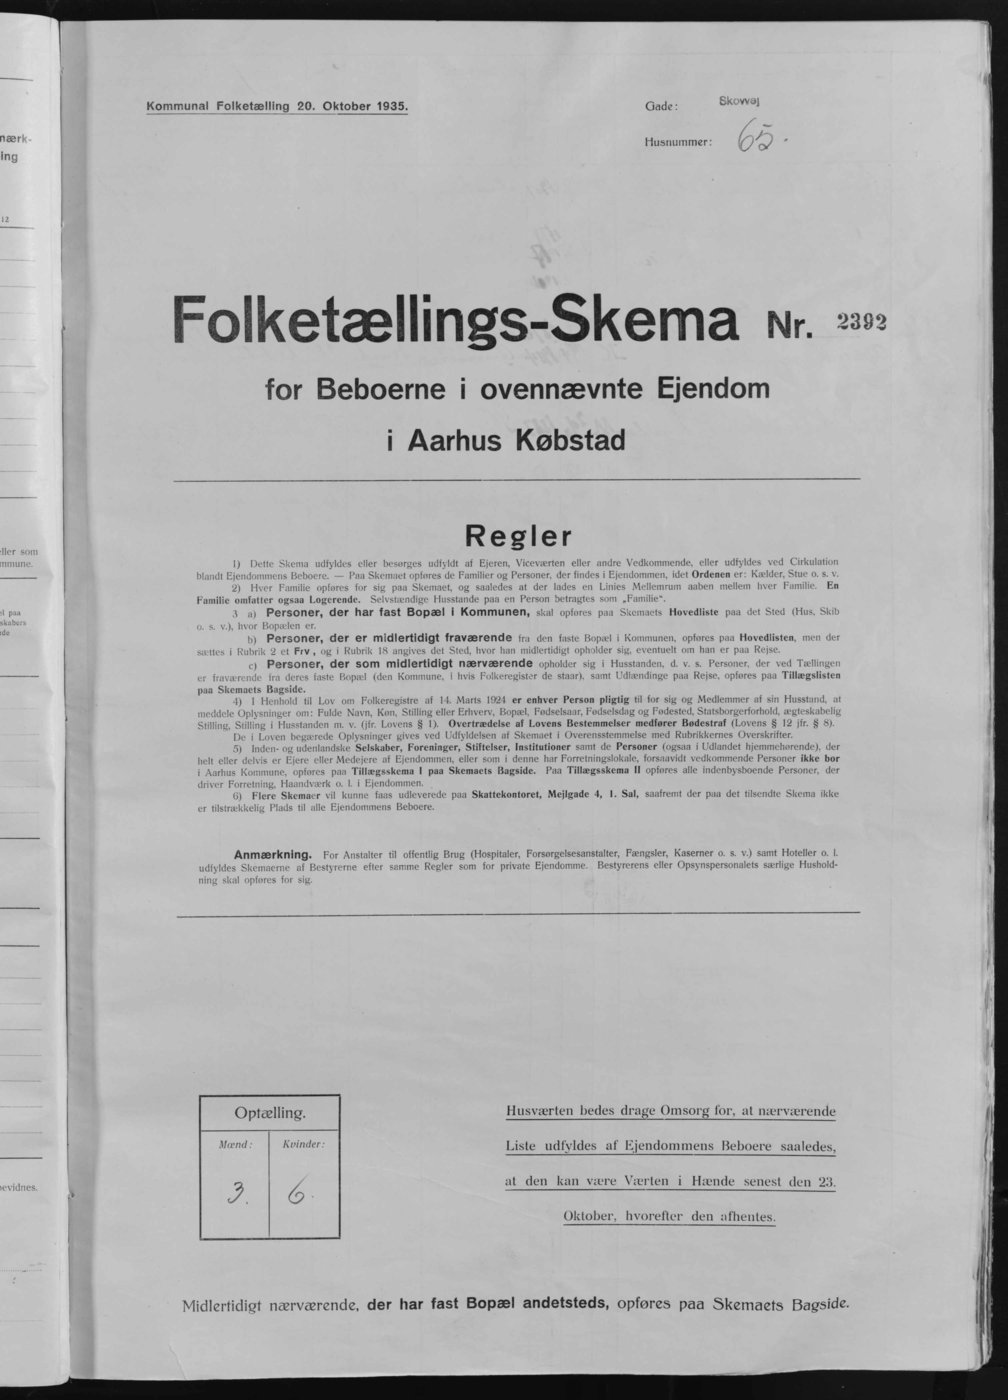 Kommunal Folketælling 20. Oktober 1935.
Gade: Skovvej
Husnummer: 65.
Folketællings-Skema Nr. 2392
for Beboerne i ovennævnte Ejendom
i Aarhus Købstad
Regler
1) Dette Skema udfyldes eller besørges udfyldt af Ejeren, Viceværten eller andre Vedkommende, eller udfyldes ved Cirkulation
blandt Ejendommens Beboere. — Paa Skemaet opføres de Familier og Personer, der findes i Ejendommen, idet Ordenen er: Kælder, Stue o. s. v.
2) Hver Familie opføres for sig paa Skemaet, og saaledes at der lades en Linies Mellemrum aaben mellem hver Familie. En
Familie omfatter ogsaa Logerende. Selvstændige Husstande paa en Person betragtes som „Familie“.
3 a) Personer, der har fast Bopæl i Kommunen, skal opføres paa Skemaets Hovedliste paa det Sted (Hus, Skib
o. s. v.), hvor Bopælen er.
b) Personer, der er midlertidigt fraværende fra den faste Bopæl i Kommunen, opføres paa Hovedlisten, men der
sættes i Rubrik 2 et Frv., og i Rubrik 18 angives det Sted, hvor han midlertidigt opholder sig, eventuelt om han er paa Rejse.
c) Personer, der som midlertidigt nærværende opholder sig i Husstanden, d. v. s. Personer, der ved Tællingen
er fraværende fra deres faste Bopæl (den Kommune, i hvis Folkeregister de staar), samt Udlændinge paa Rejse, opføres paa Tillægslisten
paa Skemaets Bagside.
4) I Henhold til Lov om Folkeregistre af 14. Marts 1924 er enhver Person pligtig til for sig og Medlemmer af sin Husstand, at
meddele Oplysninger om: Fulde Navn, Køn, Stilling eller Erhverv, Bopæl, Fødselsaar, Fødselsdag og Fødested, Statsborgerforhold, ægteskabelig
Stilling, Stilling i Husstanden m. v. (jfr. Lovens § 1). Overtrædelse af Lovens Bestemmelser medfører Bødestraf (Lovens § 12 jfr. § 8).
De i Loven begærede Oplysninger gives ved Udfyldelsen af Skemaet i Overensstemmelse med Rubrikkernes Overskrifter.
5) Inden- og udenlandske Selskaber, Foreninger, Stiftelser, Institutioner samt de Personer (ogsaa i Udlandet hjemmehørende), der
helt eller delvis er Ejere eller Medejere af Ejendommen, eller som i denne har Forretningslokale, forsaavidt vedkommende Personer ikke bor
i Aarhus Kommune, opføres paa Tillægsskema I paa Skemaets Bagside. Paa Tillægsskema II opføres alle indenbysboende Personer, der
driver Forretning, Haandværk o. l. i Ejendommen.
6) Flere Skemaer vil kunne faas udleverede paa Skattekontoret, Mejlgade 4, 1. Sal, saafremt der paa det tilsendte Skema ikke
er tilstrækkelig Plads til alle Ejendommens Beboere.
Anmærkning. For Anstalter til offentlig Brug (Hospitaler, Forsørgelsesanstalter, Fængsler, Kaserner o. s. v.) samt Hoteller o. l.
udfyldes Skemaerne af Bestyrerne efter samme Regler som for private Ejendomme. Bestyrerens eller Opsynspersonalets særlige Hushold-
ning skal opføres for sig.
Optælling.
Mænd: Kvinder:
3. 6.
Husværten bedes drage Omsorg for, at nærværende
Liste udfyldes af Ejendommens Beboere saaledes,
at den kan være Værten i Hænde senest den 23.
Oktober, hvorefter den afhentes.
Midlertidigt nærværende, der har fast Bopæl andetsteds, opføres paa Skemaets Bagside.